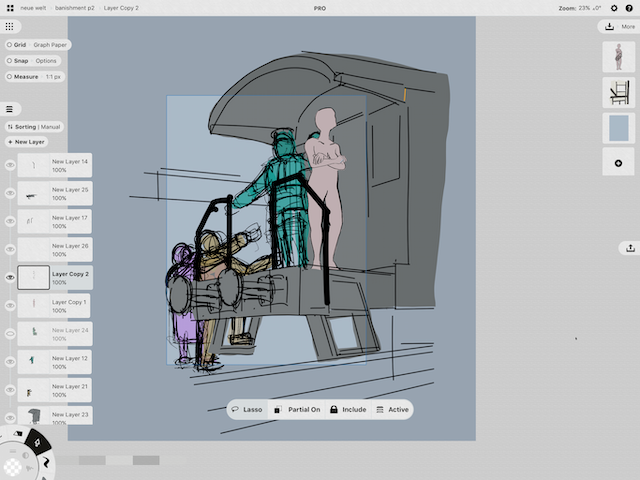 neue welt › banishment p2 › Layer Copy 2
PRO
Zoom: 23% ∠0°
Grid · Graph Paper
Snap · Options
Measure · 1:1 px
Sorting | Manual
+ New Layer
More
New Layer 14
100%
New Layer 25
100%
New Layer 17
100%
New Layer 26
100%
Layer Copy 2
100%
Layer Copy 1
100%
New Layer 24
100%
New Layer 12
100%
New Layer 21
100%
New Layer 23
100%
Lasso
Partial On
Include
Active